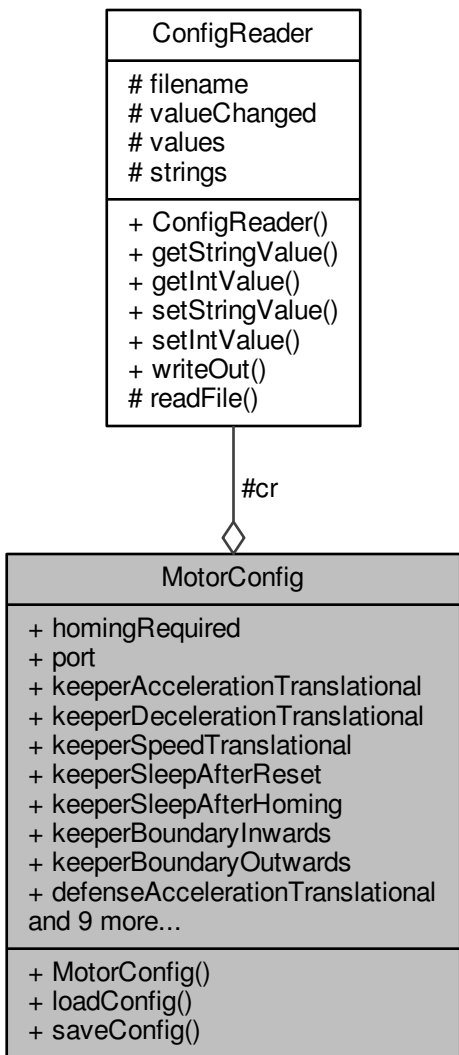 ConfigReader
# filename
# valueChanged
# values
# strings
+ ConfigReader()
+ getStringValue()
+ getIntValue()
+ setStringValue()
+ setIntValue()
+ writeOut()
# readFile()
#cr
MotorConfig
+ homingRequired
+ port
+ keeperAccelerationTranslational
+ keeperDecelerationTranslational
+ keeperSpeedTranslational
+ keeperSleepAfterReset
+ keeperSleepAfterHoming
+ keeperBoundaryInwards
+ keeperBoundaryOutwards
+ defenseAccelerationTranslational
and 9 more...
+ MotorConfig()
+ loadConfig()
+ saveConfig()